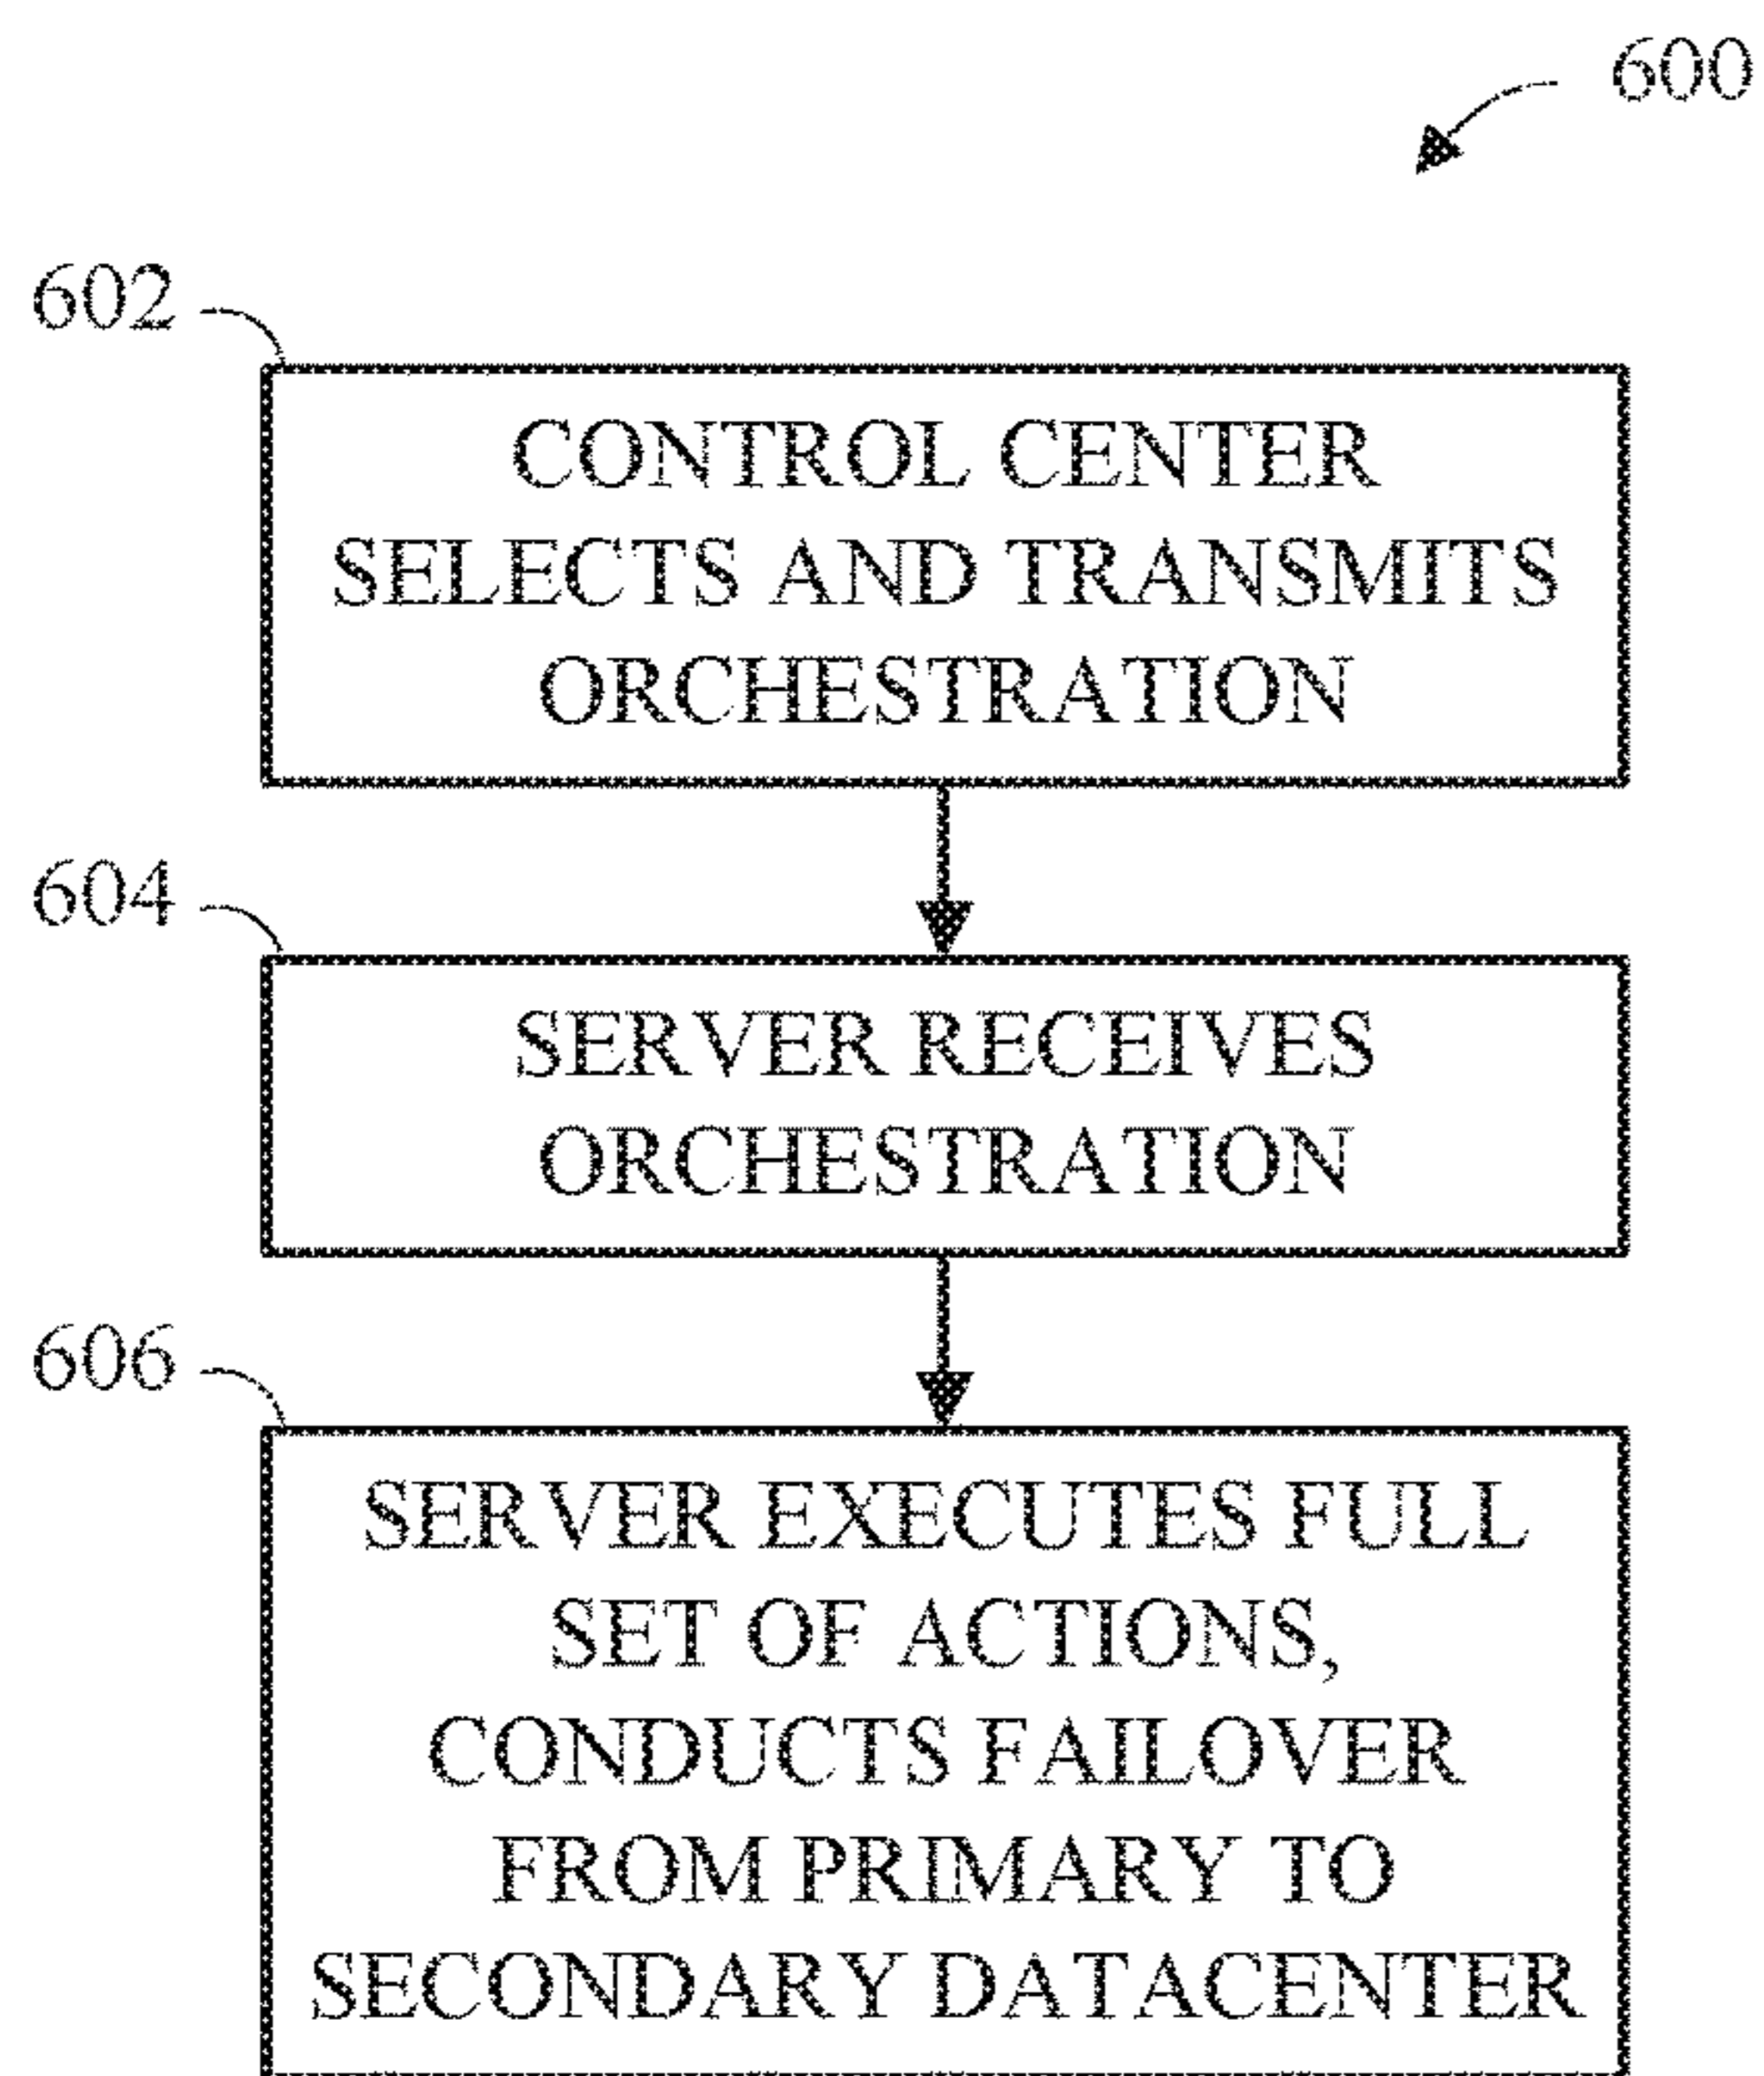 600
602
CONTROL CENTER
SELECTS AND TRANSMITS
ORCHESTRATION
604
SERVER RECEIVES
ORCHESTRATION
606
SERVER EXECUTES FULL
SET OF ACTIONS,
CONDUCTS FAILOVER
FROM PRIMARY TO
SECONDARY DATACENTER